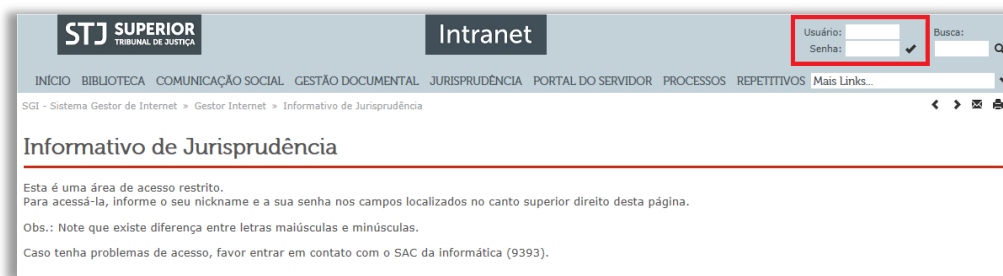 STJ SUPERIOR
TRIBUNAL DE JUSTIÇA
Intranet
Usuário:
Senha:
Busca:
INÍCIO BIBLIOTECA COMUNICAÇÃO SOCIAL GESTÃO DOCUMENTAL JURISPRUDÊNCIA PORTAL DO SERVIDOR PROCESSOS REPETITIVOS Mais Links...
SGI - Sistema Gestor de Internet » Gestor Internet » Informativo de Jurisprudência
Informativo de Jurisprudência
Esta é uma área de acesso restrito.
Para acessá-la, informe o seu nickname e a sua senha nos campos localizados no canto superior direito desta página.
Obs.: Note que existe diferença entre letras maiúsculas e minúsculas.
Caso tenha problemas de acesso, favor entrar em contato com o SAC da informática (9393).